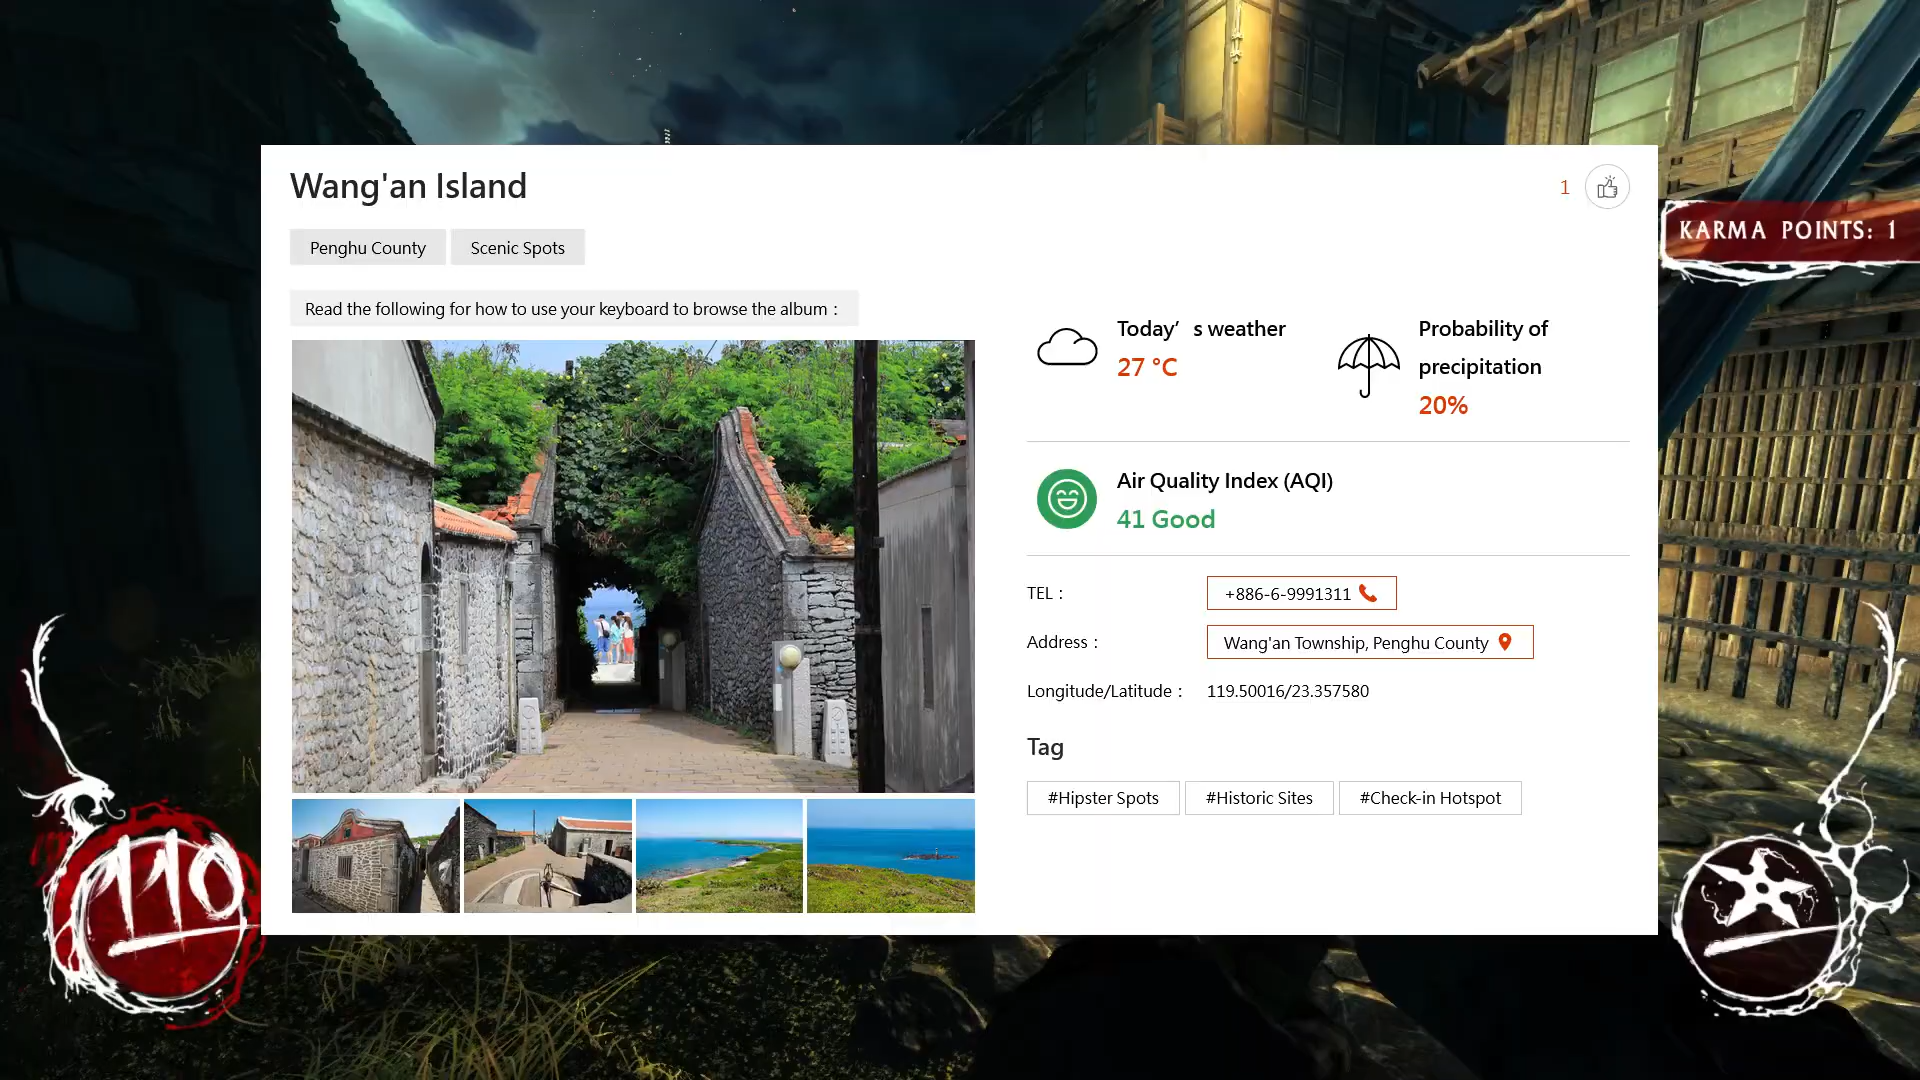 Wang'an Island
1
Penghu County
Scenic Spots
KARMA POINTS: 1
Read the following for how to use your keyboard to browse the album :
Today’ s weather
27 °C
Probability of
precipitation
20%
Air Quality Index (AQI)
41 Good
TEL :
+886-6-9991311
Address :
Wang'an Township, Penghu County
Longitude/Latitude :
119.50016/23.357580
Tag
#Hipster Spots
#Historic Sites
#Check-in Hotspot
110